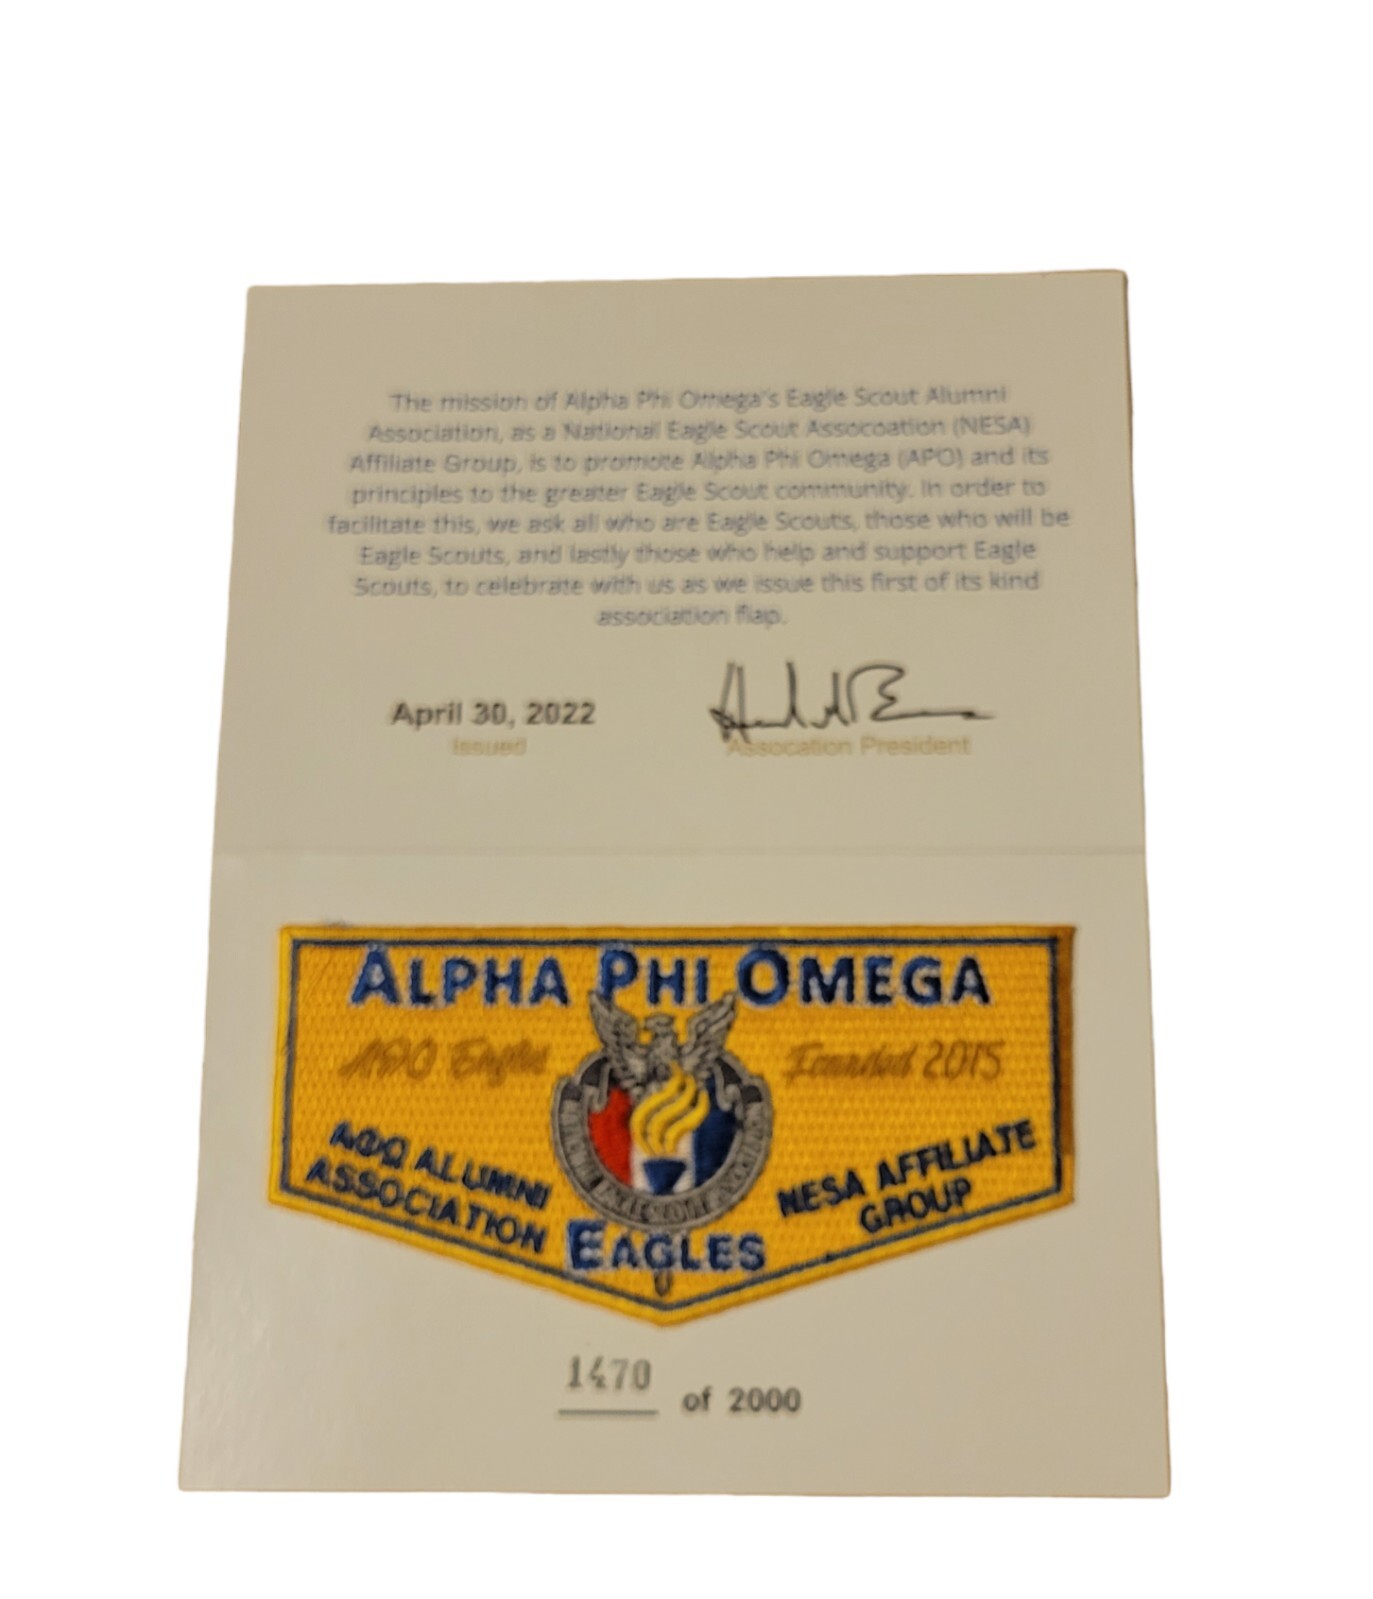 The mission of Alpha Phi Omega's Eagle Scout Alumni
Association, as a National Eagle Scout Assocoation (NESA)
Affiliate Group, is to promote Alpha Phi Omega (APO) and its
principles to the greater Eagle Scout community. In order to
facilitate this, we ask all who are Eagle Scouts, those who will be
Eagle Scouts, and lastly those who help and support Eagle
Scouts, to celebrate with us as we issue this first of its kind
association flap.
April 30, 2022
Issued
Assocation President
ALPHA PHI OMEGA
Founded 2015
ΑΦΩ ALUMNI
ASSOCIATION
NESA AFFILIATE
GROUP
EAGLES
1470 of 2000